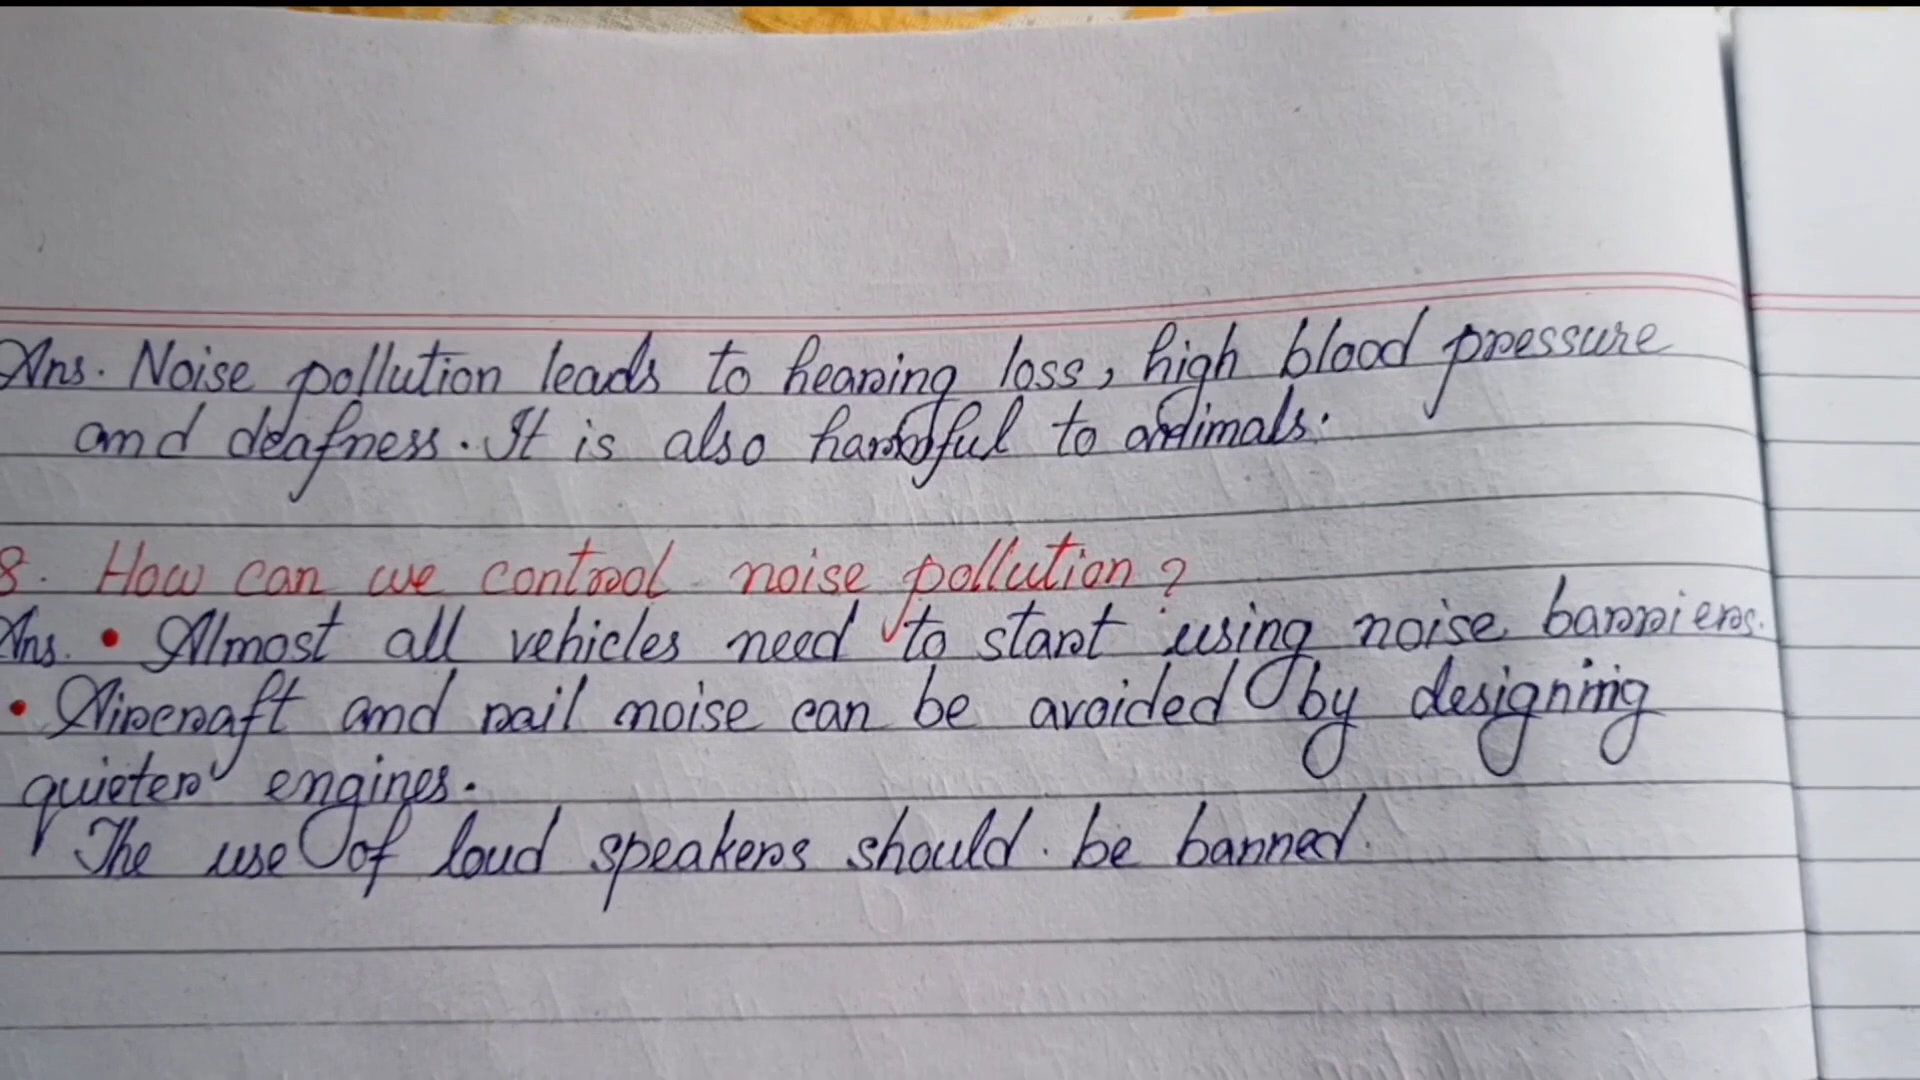 Ans. Noise pollution leads to hearing loss, high blood pressure
and deafness. It is also harmful to animals.
8. How can we control noise pollution?
Ans. • Almost all vehicles need to start using noise barriers.
• Aircraft and rail noise can be avoided by designing
quieter engines.
The use of loud speakers should be banned.